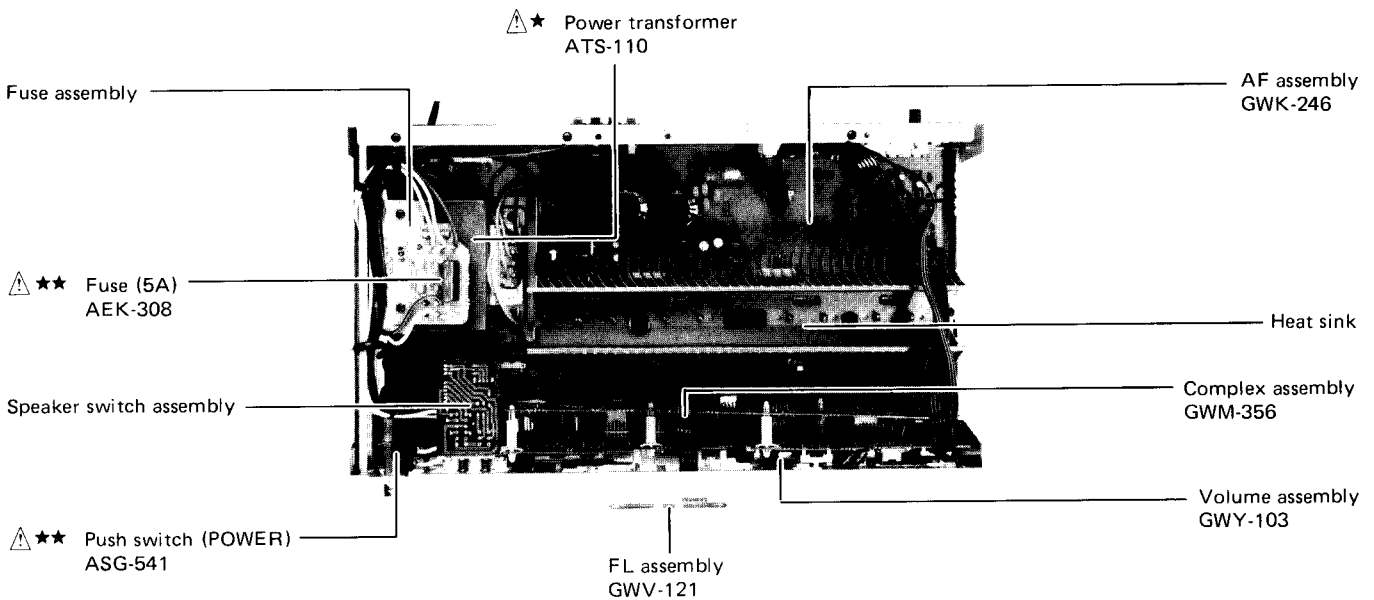 ⚠★ Power transformer
ATS-110
Fuse assembly
AF assembly
GWK-246
⚠★★ Fuse (5A)
AEK-308
Heat sink
Speaker switch assembly
Complex assembly
GWM-356
Volume assembly
GWY-103
⚠★★ Push switch (POWER)
ASG-541
FL assembly
GWV-121